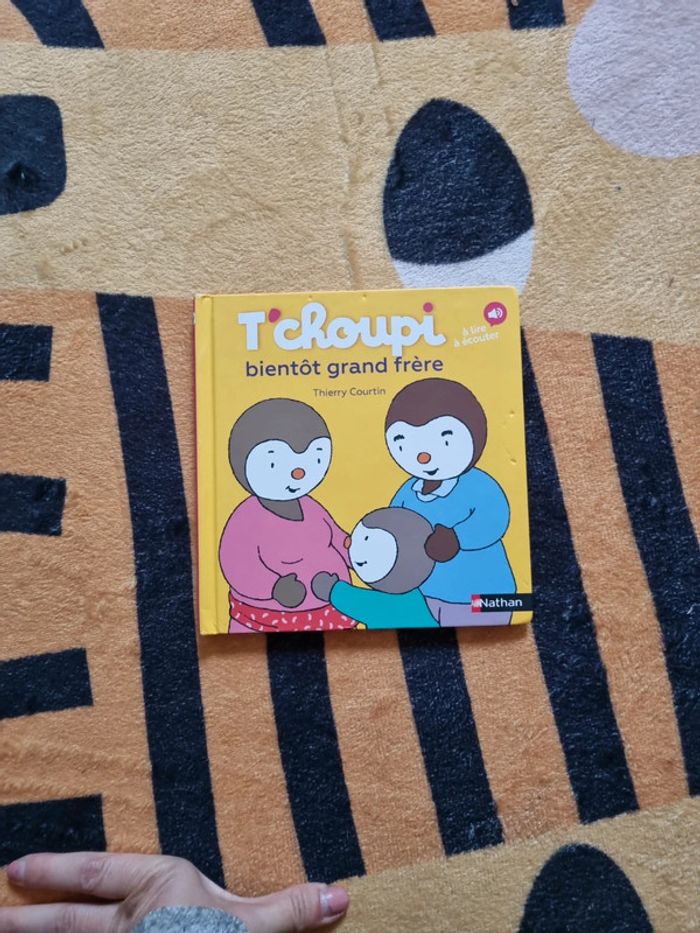 T'choupi
à lire
à écouter
bientôt grand frère
Thierry Courtin
Nathan